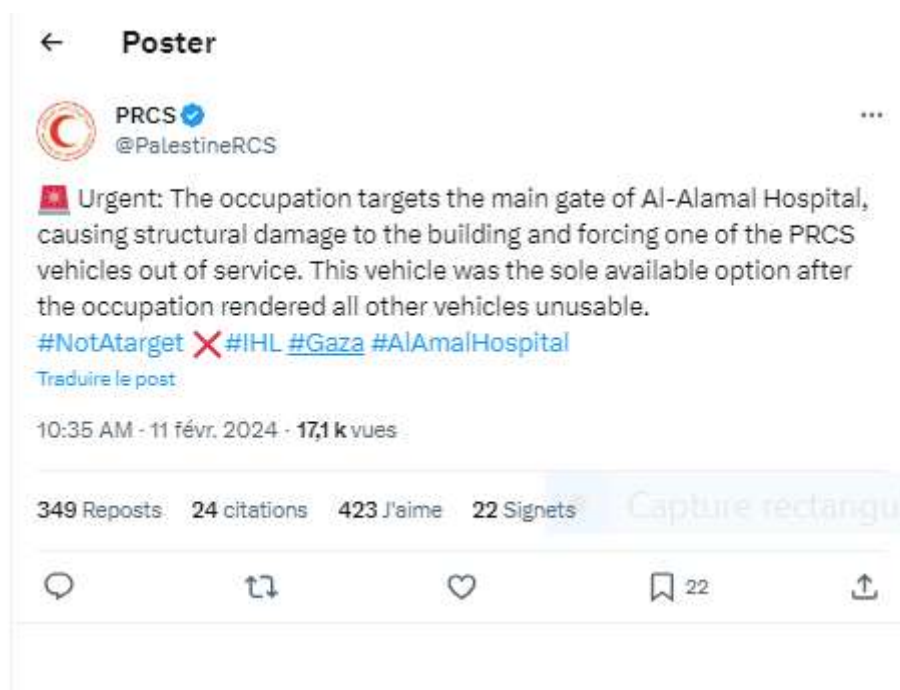 Poster
PRCS
@PalestineRCS
Urgent: The occupation targets the main gate of Al-Alamal Hospital,
causing structural damage to the building and forcing one of the PRCS
vehicles out of service. This vehicle was the sole available option after
the occupation rendered all other vehicles unusable.
#NotAtarget ❌#IHL #Gaza #AlAmalHospital
Traduire le post
10:35 AM · 11 févr. 2024 · 17,1 k vues
349 Reposts 24 citations 423 J'aime 22 Signets
Capture rectangu
22